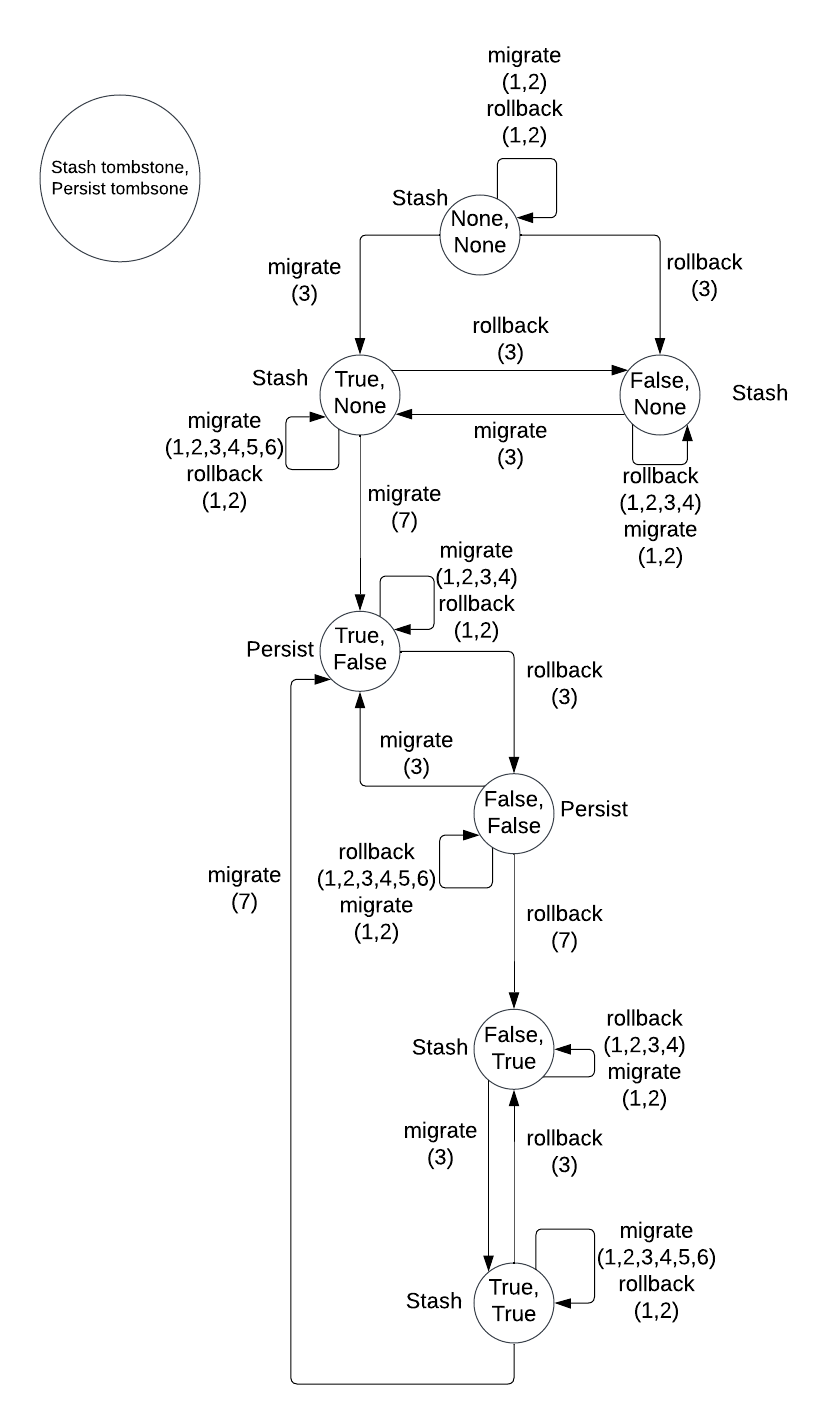 migrate
(1,2)
rollback
(1,2)
Stash tombstone,
Persist tombsone
Stash
None,
None
migrate
(3)
rollback
(3)
rollback
(3)
Stash
True,
None
False,
None
Stash
migrate
(1,2,3,4,5,6)
rollback
(1,2)
migrate
(3)
rollback
(1,2,3,4)
migrate
(1,2)
migrate
(7)
migrate
(1,2,3,4)
rollback
(1,2)
Persist
True,
False
rollback
(3)
migrate
(3)
False,
False
Persist
rollback
(1,2,3,4,5,6)
migrate
(1,2)
migrate
(7)
rollback
(7)
Stash
False,
True
rollback
(1,2,3,4)
migrate
(1,2)
migrate
(3)
rollback
(3)
migrate
(1,2,3,4,5,6)
rollback
(1,2)
Stash
True,
True